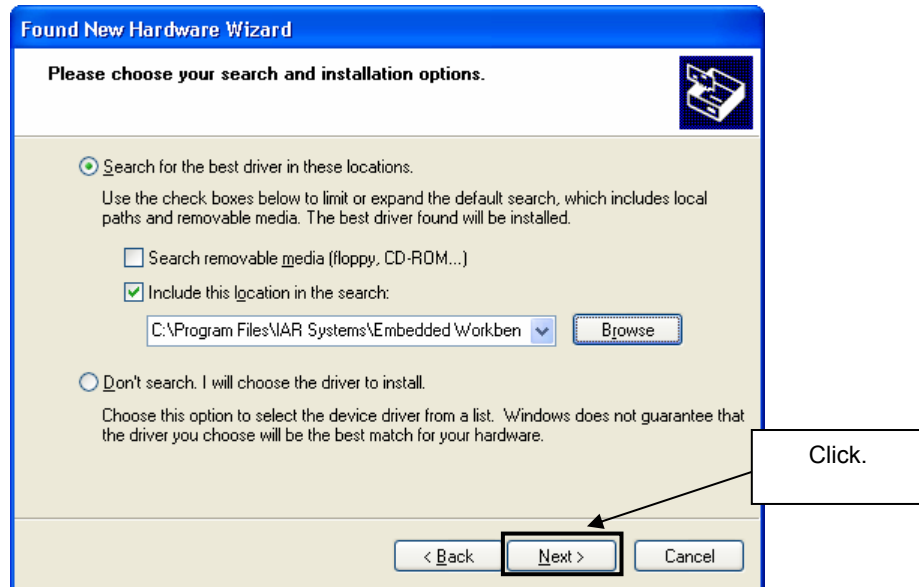 Found New Hardware Wizard
Please choose your search and installation options.
Search for the best driver in these locations.
Use the check boxes below to limit or expand the default search, which includes local
paths and removable media. The best driver found will be installed.
Search removable media (floppy, CD-ROM...)
Include this location in the search:
C:\Program Files\IAR Systems\Embedded Workben
Browse
Don't search. I will choose the driver to install.
Choose this option to select the device driver from a list. Windows does not guarantee that
the driver you choose will be the best match for your hardware.
Click.
< Back
Next >
Cancel